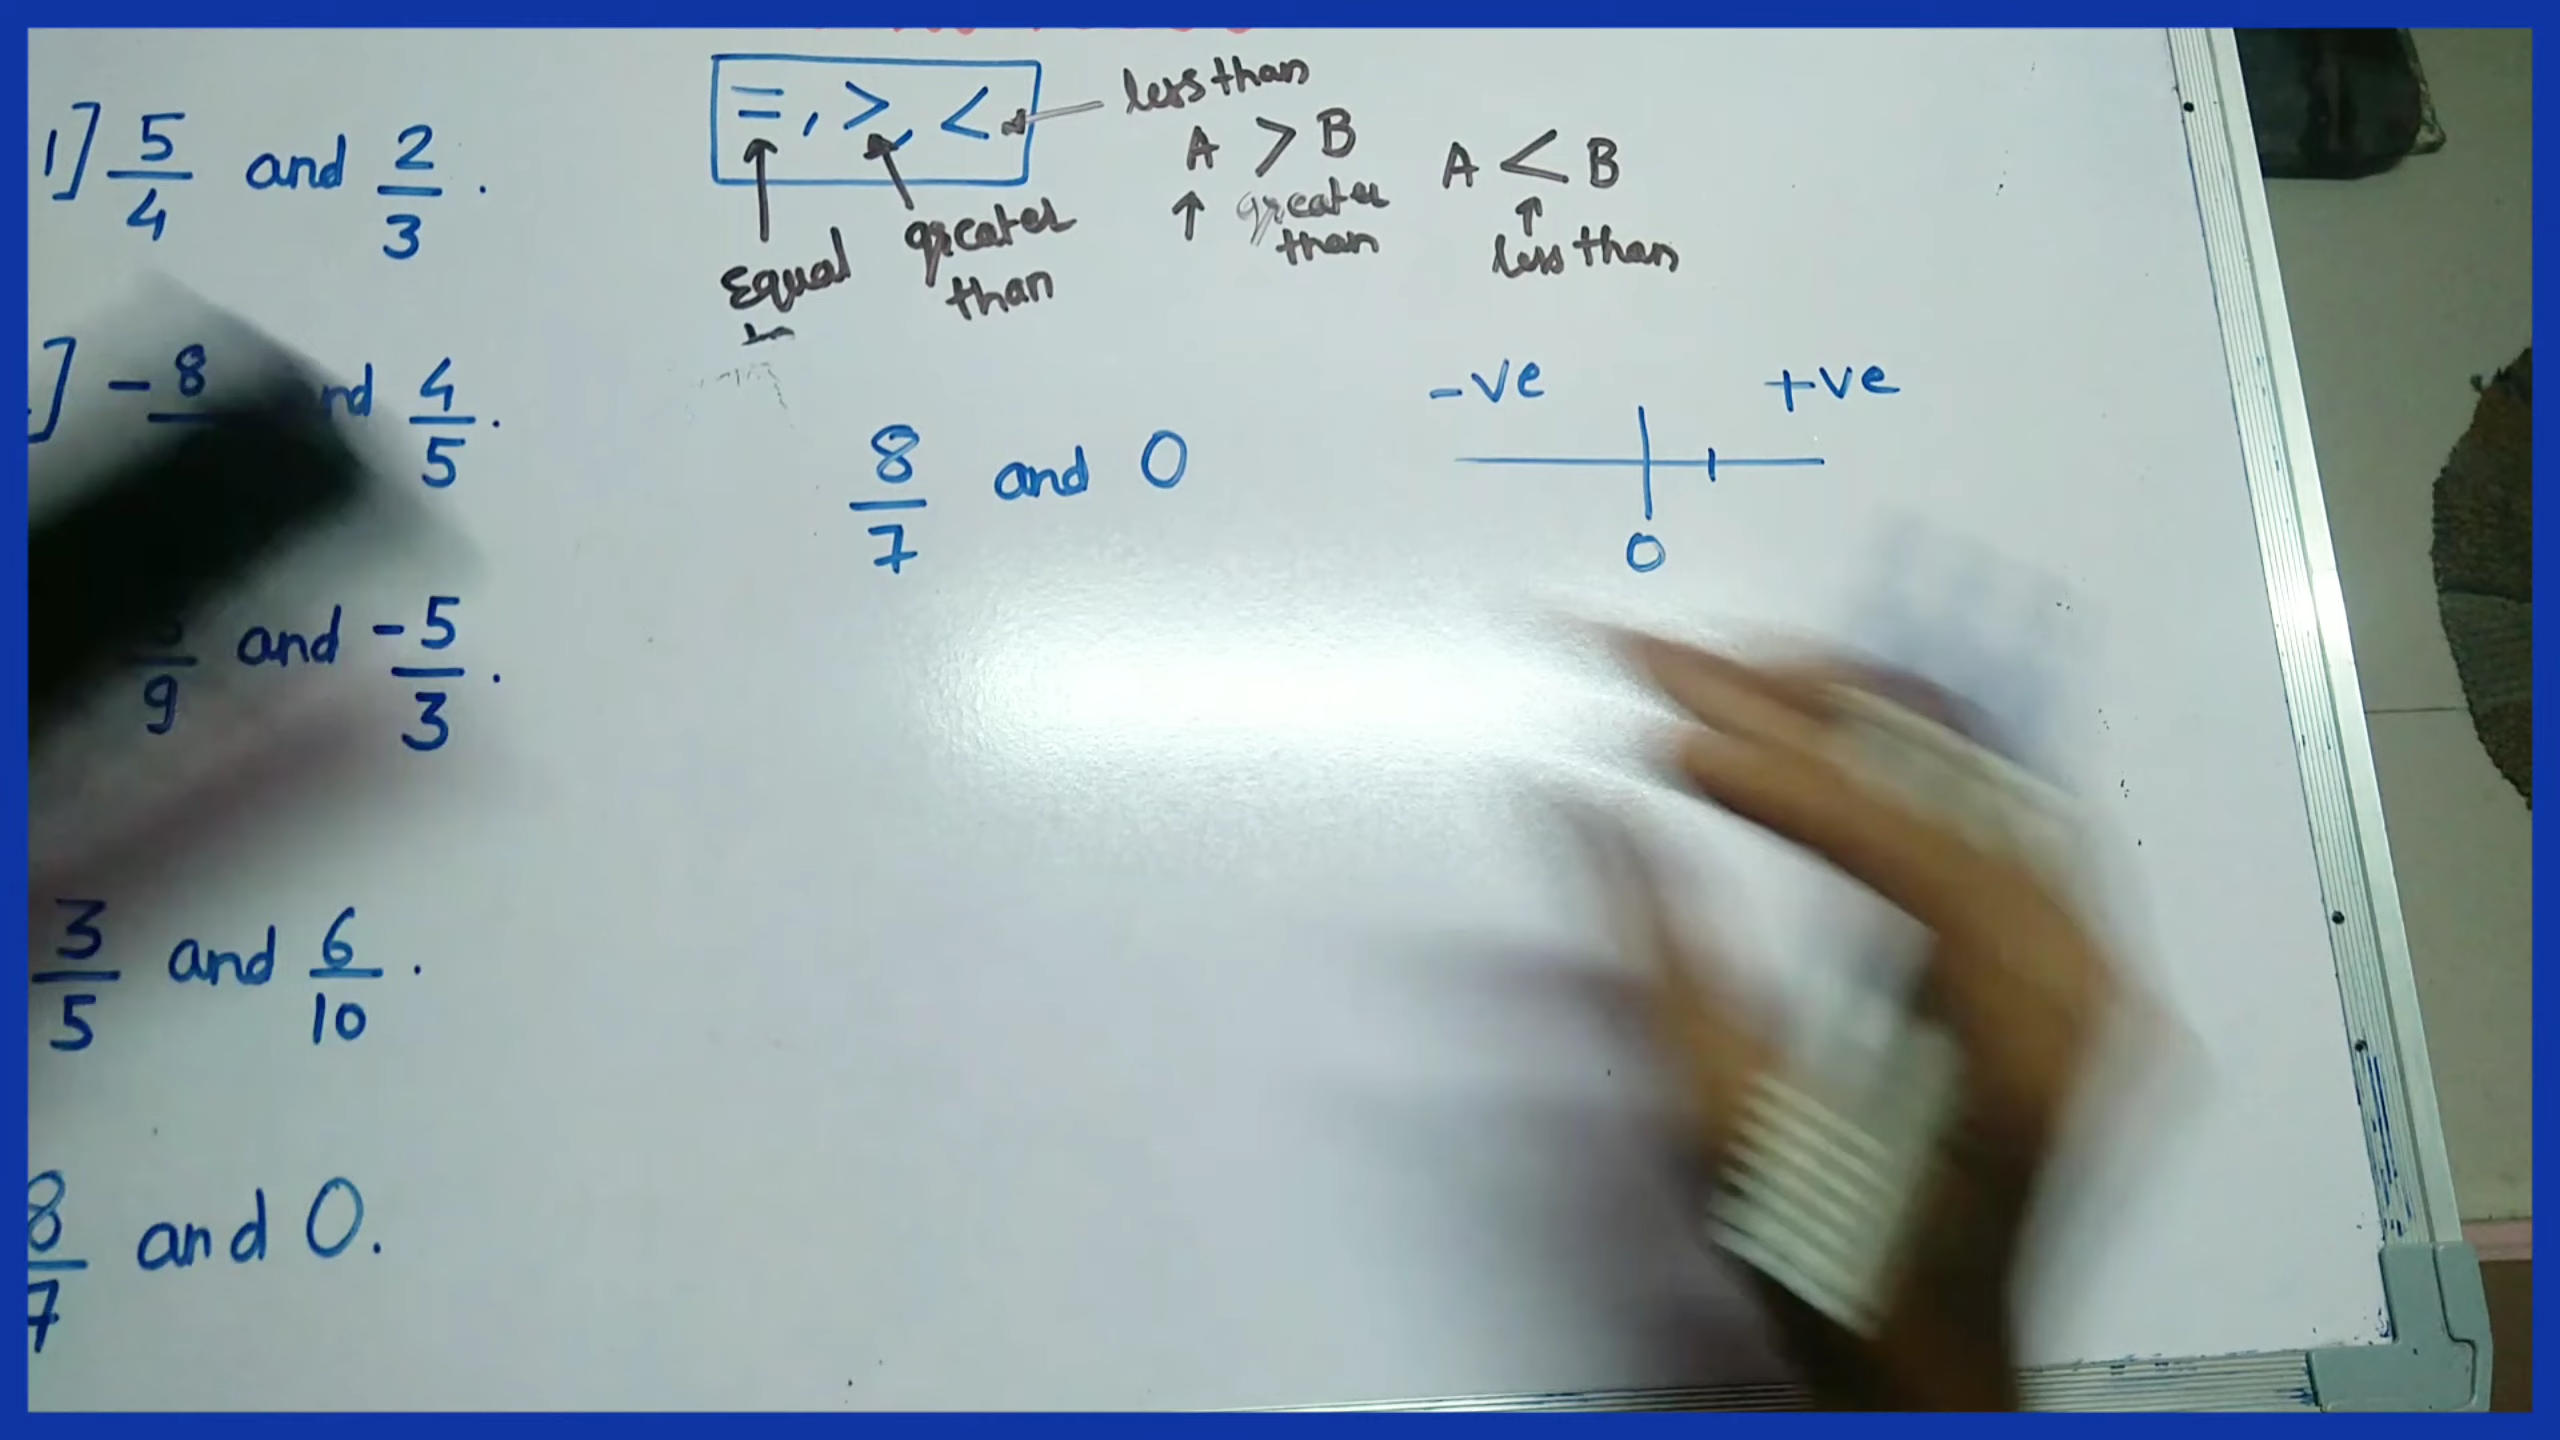 1] 5/4 and 2/3.
] -8 nd 4/5.
9 and -5/3.
3/5 and 6/10.
8/7 and 0.
=, >, <
less than
Equal
greater
than
A > B
greater
than
A < B
less than
8/7 and 0
-ve +ve
0